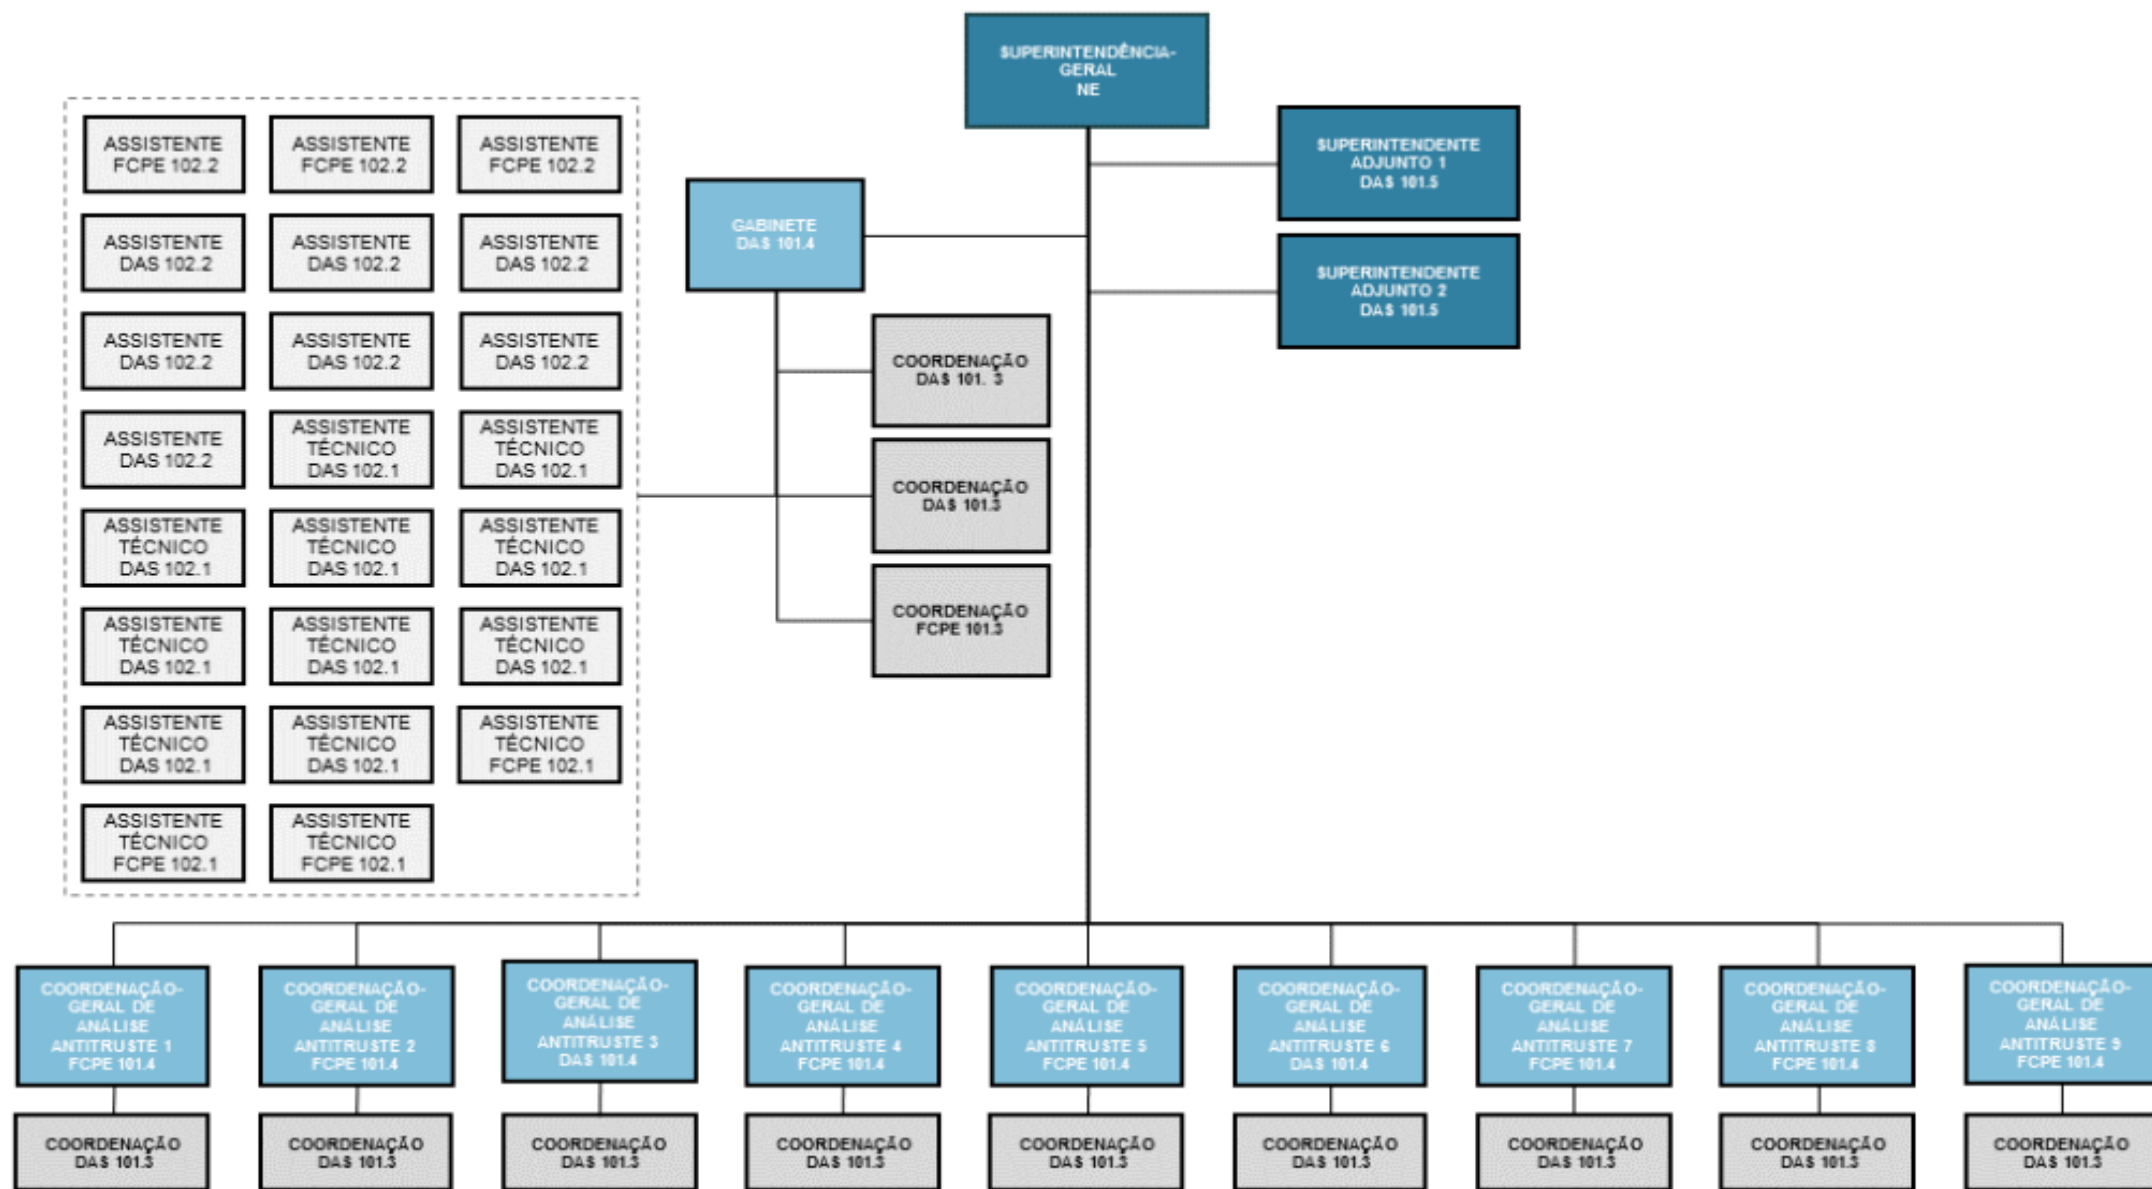 SUPERINTENDÊNCIA-
GERAL
NE
SUPERINTENDENTE
ADJUNTO 1
DAS 101.5
SUPERINTENDENTE
ADJUNTO 2
DAS 101.5
GABINETE
DAS 101.4
COORDENAÇÃO
DAS 101. 3
COORDENAÇÃO
DAS 101.3
COORDENAÇÃO
FCPE 101.3
ASSISTENTE
FCPE 102.2
ASSISTENTE
FCPE 102.2
ASSISTENTE
FCPE 102.2
ASSISTENTE
DAS 102.2
ASSISTENTE
DAS 102.2
ASSISTENTE
DAS 102.2
ASSISTENTE
DAS 102.2
ASSISTENTE
DAS 102.2
ASSISTENTE
DAS 102.2
ASSISTENTE
DAS 102.2
ASSISTENTE
TÉCNICO
DAS 102.1
ASSISTENTE
TÉCNICO
DAS 102.1
ASSISTENTE
TÉCNICO
DAS 102.1
ASSISTENTE
TÉCNICO
DAS 102.1
ASSISTENTE
TÉCNICO
DAS 102.1
ASSISTENTE
TÉCNICO
DAS 102.1
ASSISTENTE
TÉCNICO
DAS 102.1
ASSISTENTE
TÉCNICO
DAS 102.1
ASSISTENTE
TÉCNICO
DAS 102.1
ASSISTENTE
TÉCNICO
DAS 102.1
ASSISTENTE
TÉCNICO
FCPE 102.1
ASSISTENTE
TÉCNICO
FCPE 102.1
ASSISTENTE
TÉCNICO
FCPE 102.1
COORDENAÇÃO-
GERAL DE
ANÁLISE
ANTITRUSTE 1
FCPE 101.4
COORDENAÇÃO-
GERAL DE
ANÁLISE
ANTITRUSTE 2
FCPE 101.4
COORDENAÇÃO-
GERAL DE
ANÁLISE
ANTITRUSTE 3
DAS 101.4
COORDENAÇÃO-
GERAL DE
ANÁLISE
ANTITRUSTE 4
FCPE 101.4
COORDENAÇÃO-
GERAL DE
ANÁLISE
ANTITRUSTE 5
FCPE 101.4
COORDENAÇÃO-
GERAL DE
ANÁLISE
ANTITRUSTE 6
DAS 101.4
COORDENAÇÃO-
GERAL DE
ANÁLISE
ANTITRUSTE 7
FCPE 101.4
COORDENAÇÃO-
GERAL DE
ANÁLISE
ANTITRUSTE 8
FCPE 101.4
COORDENAÇÃO-
GERAL DE
ANÁLISE
ANTITRUSTE 9
FCPE 101.4
COORDENAÇÃO
DAS 101.3
COORDENAÇÃO
DAS 101.3
COORDENAÇÃO
DAS 101.3
COORDENAÇÃO
DAS 101.3
COORDENAÇÃO
DAS 101.3
COORDENAÇÃO
DAS 101.3
COORDENAÇÃO
DAS 101.3
COORDENAÇÃO
DAS 101.3
COORDENAÇÃO
DAS 101.3